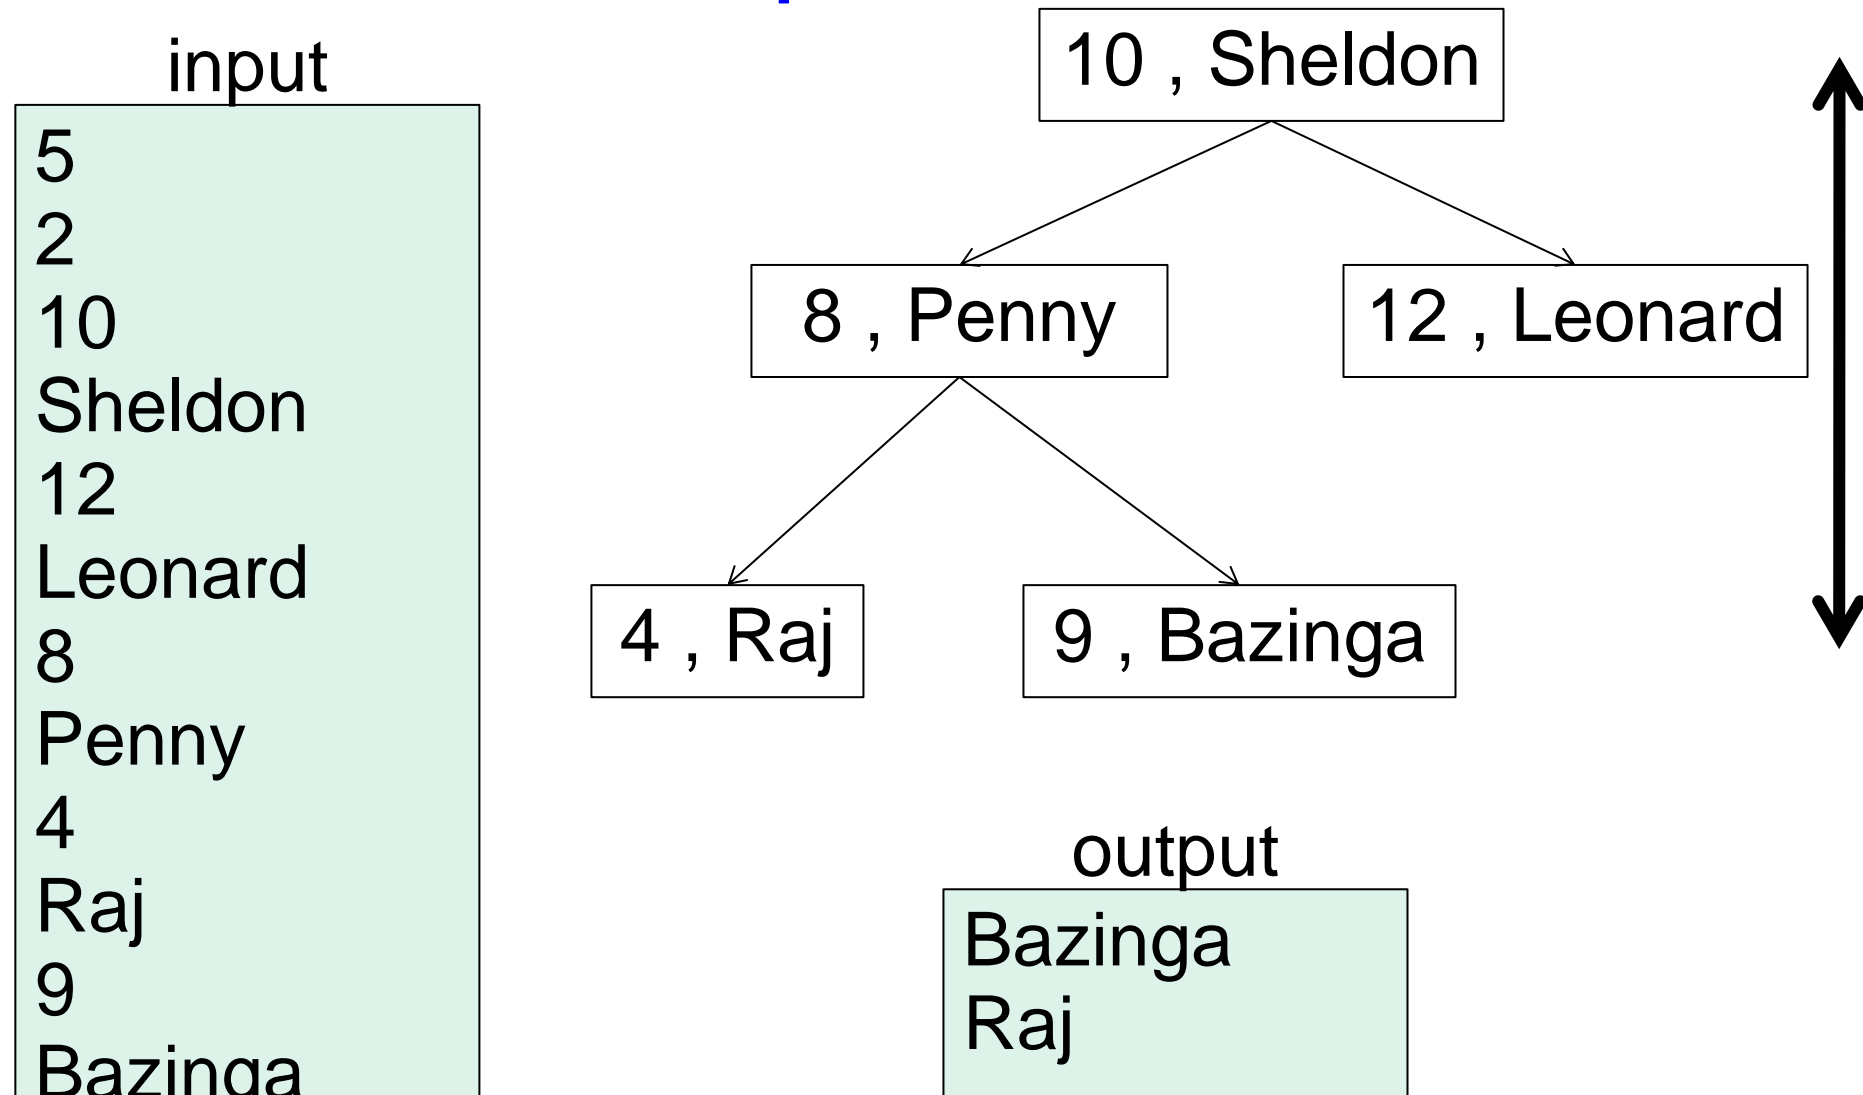 input
5
2
10
Sheldon
12
Leonard
8
Penny
4
Raj
9
Bazinga
10 , Sheldon
8 , Penny
12 , Leonard
4 , Raj
9 , Bazinga
output
Bazinga
Raj